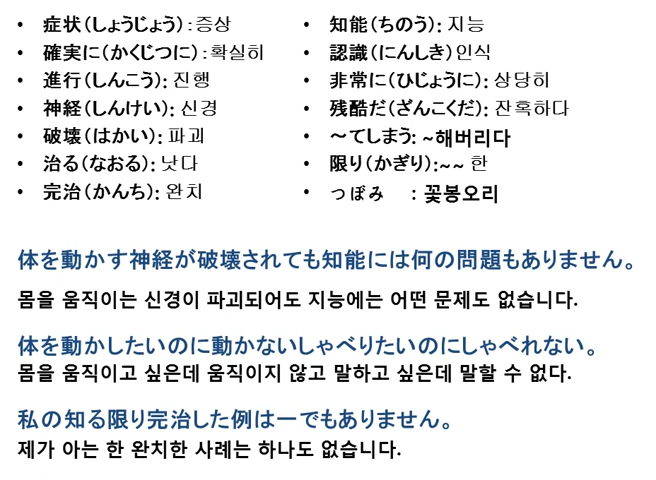 • 症状(しょうじょう):증상
• 確実に(かくじつに):확실히
• 進行(しんこう): 진행
• 神経(しんけい): 신경
• 破壊(はかい): 파괴
• 治る(なおる): 낫다
• 完治(かんち): 완치
• 知能(ちのう): 지능
• 認識(にんしき)인식
• 非常に(ひじょうに): 상당히
• 残酷だ(ざんこくだ): 잔혹하다
• ～てしまう: ~해버리다
• 限り(かぎり):~~ 한
• つぼみ : 꽃봉오리
体を動かす神経が破壊されても知能には何の問題もありません。
몸을 움직이는 신경이 파괴되어도 지능에는 어떤 문제도 없습니다.
体を動かしたいのに動かないしゃべりたいのにしゃべれない。
몸을 움직이고 싶은데 움직이지 않고 말하고 싶은데 말할 수 없다.
私の知る限り完治した例は一でもありません。
제가 아는 한 완치한 사례는 하나도 없습니다.